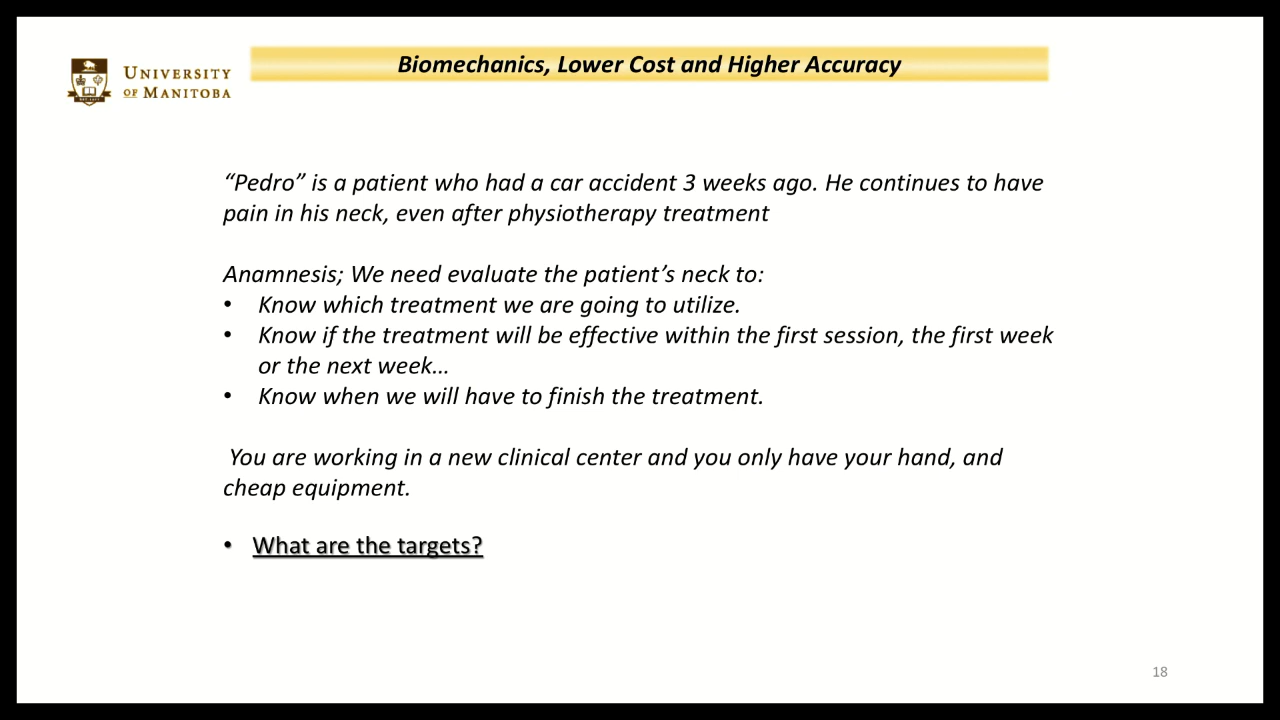 Biomechanics, Lower Cost and Higher Accuracy
UNIVERSITY
OF MANITOBA
“Pedro” is a patient who had a car accident 3 weeks ago. He continues to have
pain in his neck, even after physiotherapy treatment
Anamnesis; We need evaluate the patient’s neck to:
• Know which treatment we are going to utilize.
• Know if the treatment will be effective within the first session, the first week
or the next week…
• Know when we will have to finish the treatment.
You are working in a new clinical center and you only have your hand, and
cheap equipment.
• What are the targets?
18